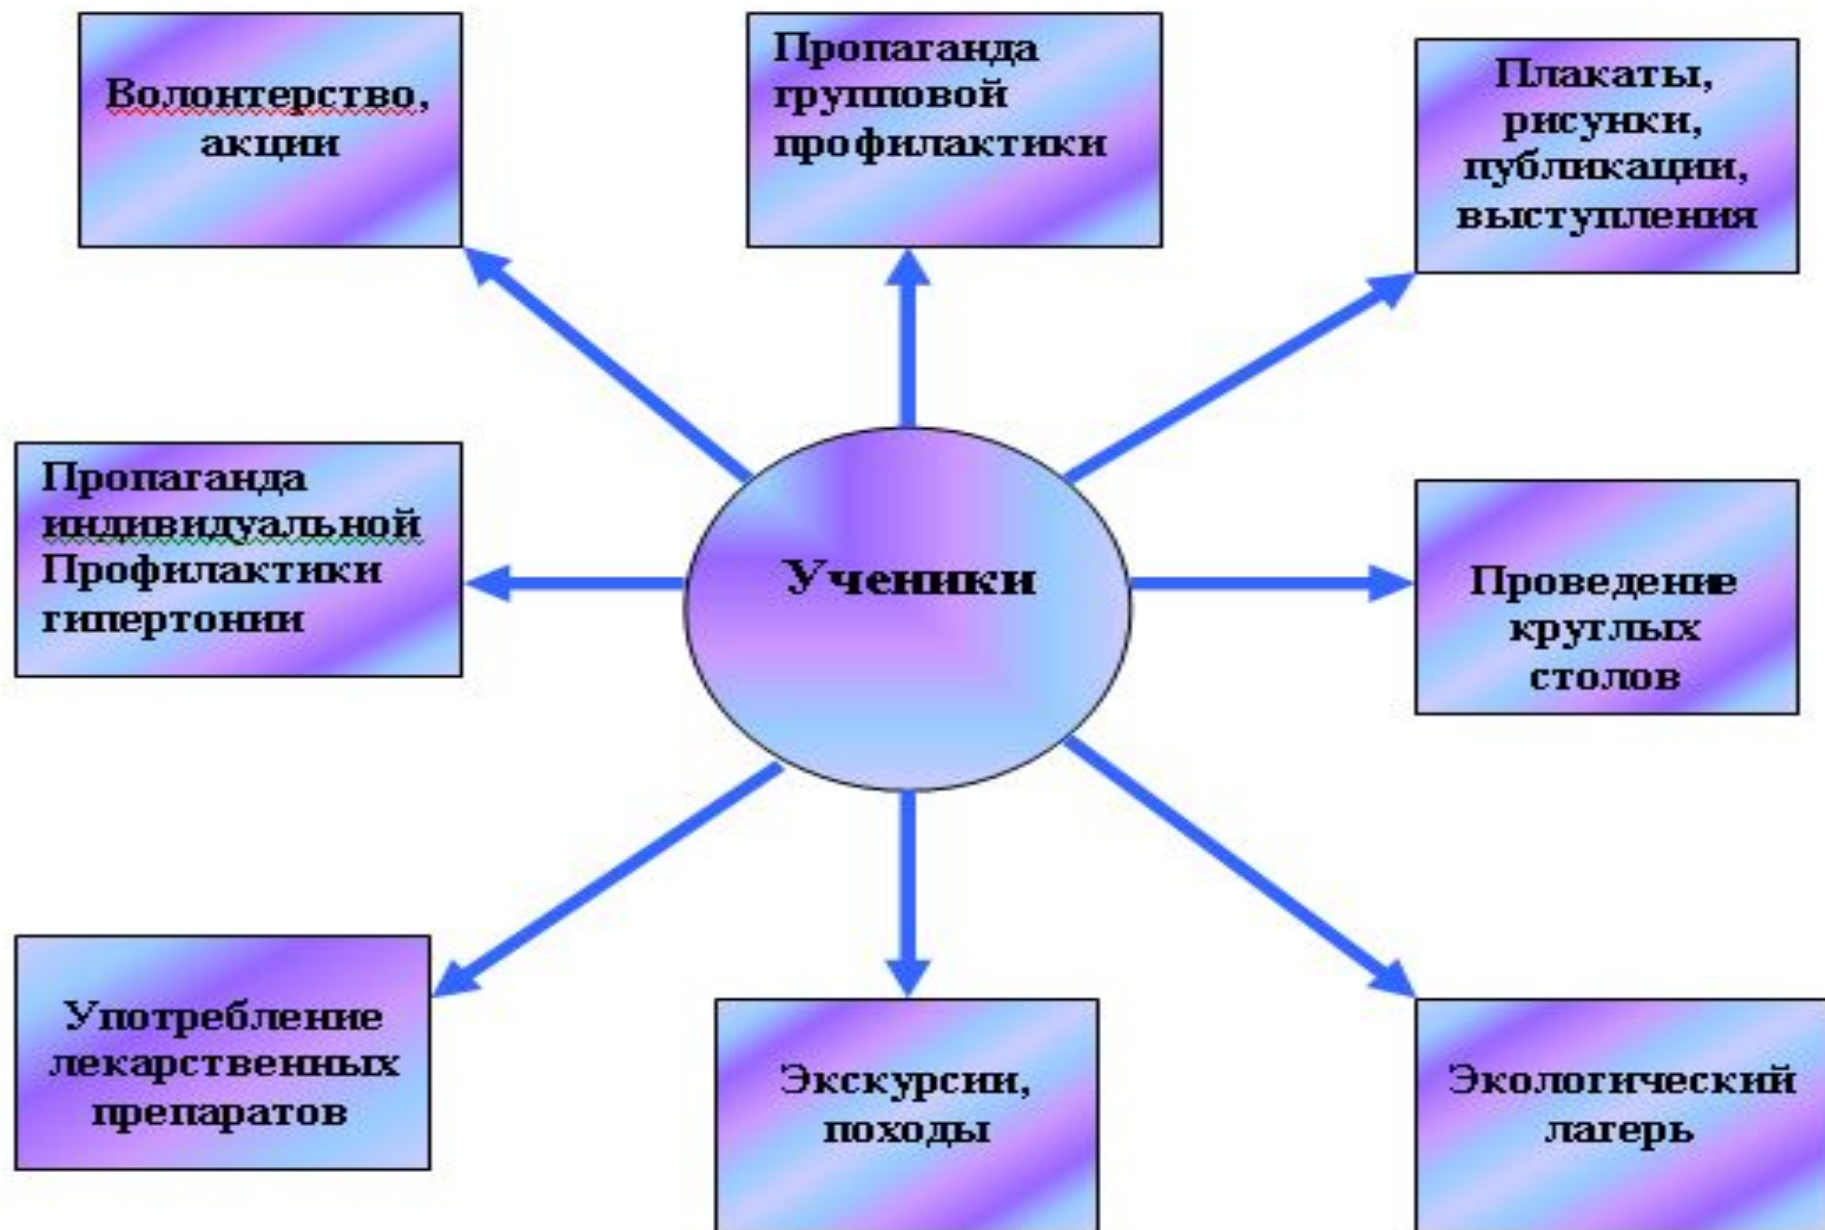 Волонтерство,
акции
Пропаганда
групповой
профилактики
Плакаты,
рисунки,
публикации,
выступления
Пропаганда
индивидуальной
Профилактики
гипертонии
Ученики
Проведение
круглых
столов
Употребление
лекарственных
препаратов
Экскурсии,
походы
Экологический
лагерь